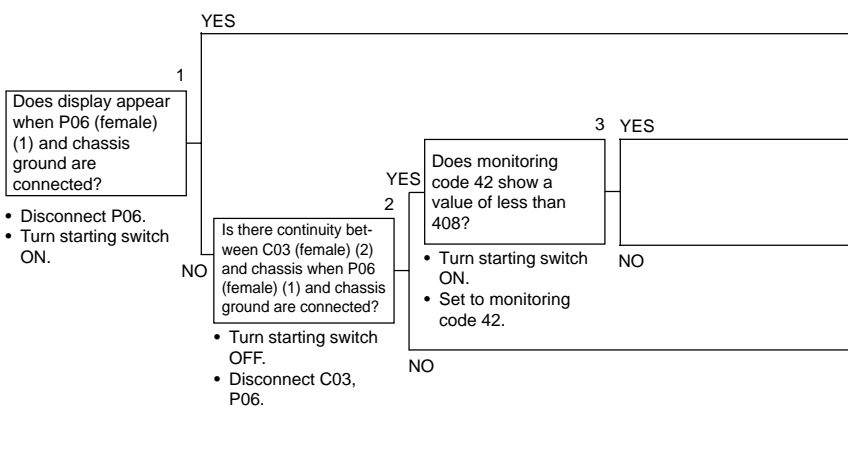 YES
1
Does display appear
when P06 (female)
(1) and chassis
ground are
connected?
• Disconnect P06.
• Turn starting switch
ON.
NO
2
Is there continuity bet-
ween C03 (female) (2)
and chassis when P06
(female) (1) and chassis
ground are connected?
• Turn starting switch
OFF.
• Disconnect C03,
P06.
YES
3
Does monitoring
code 42 show a
value of less than
408?
• Turn starting switch
ON.
• Set to monitoring
code 42.
NO
YES
NO